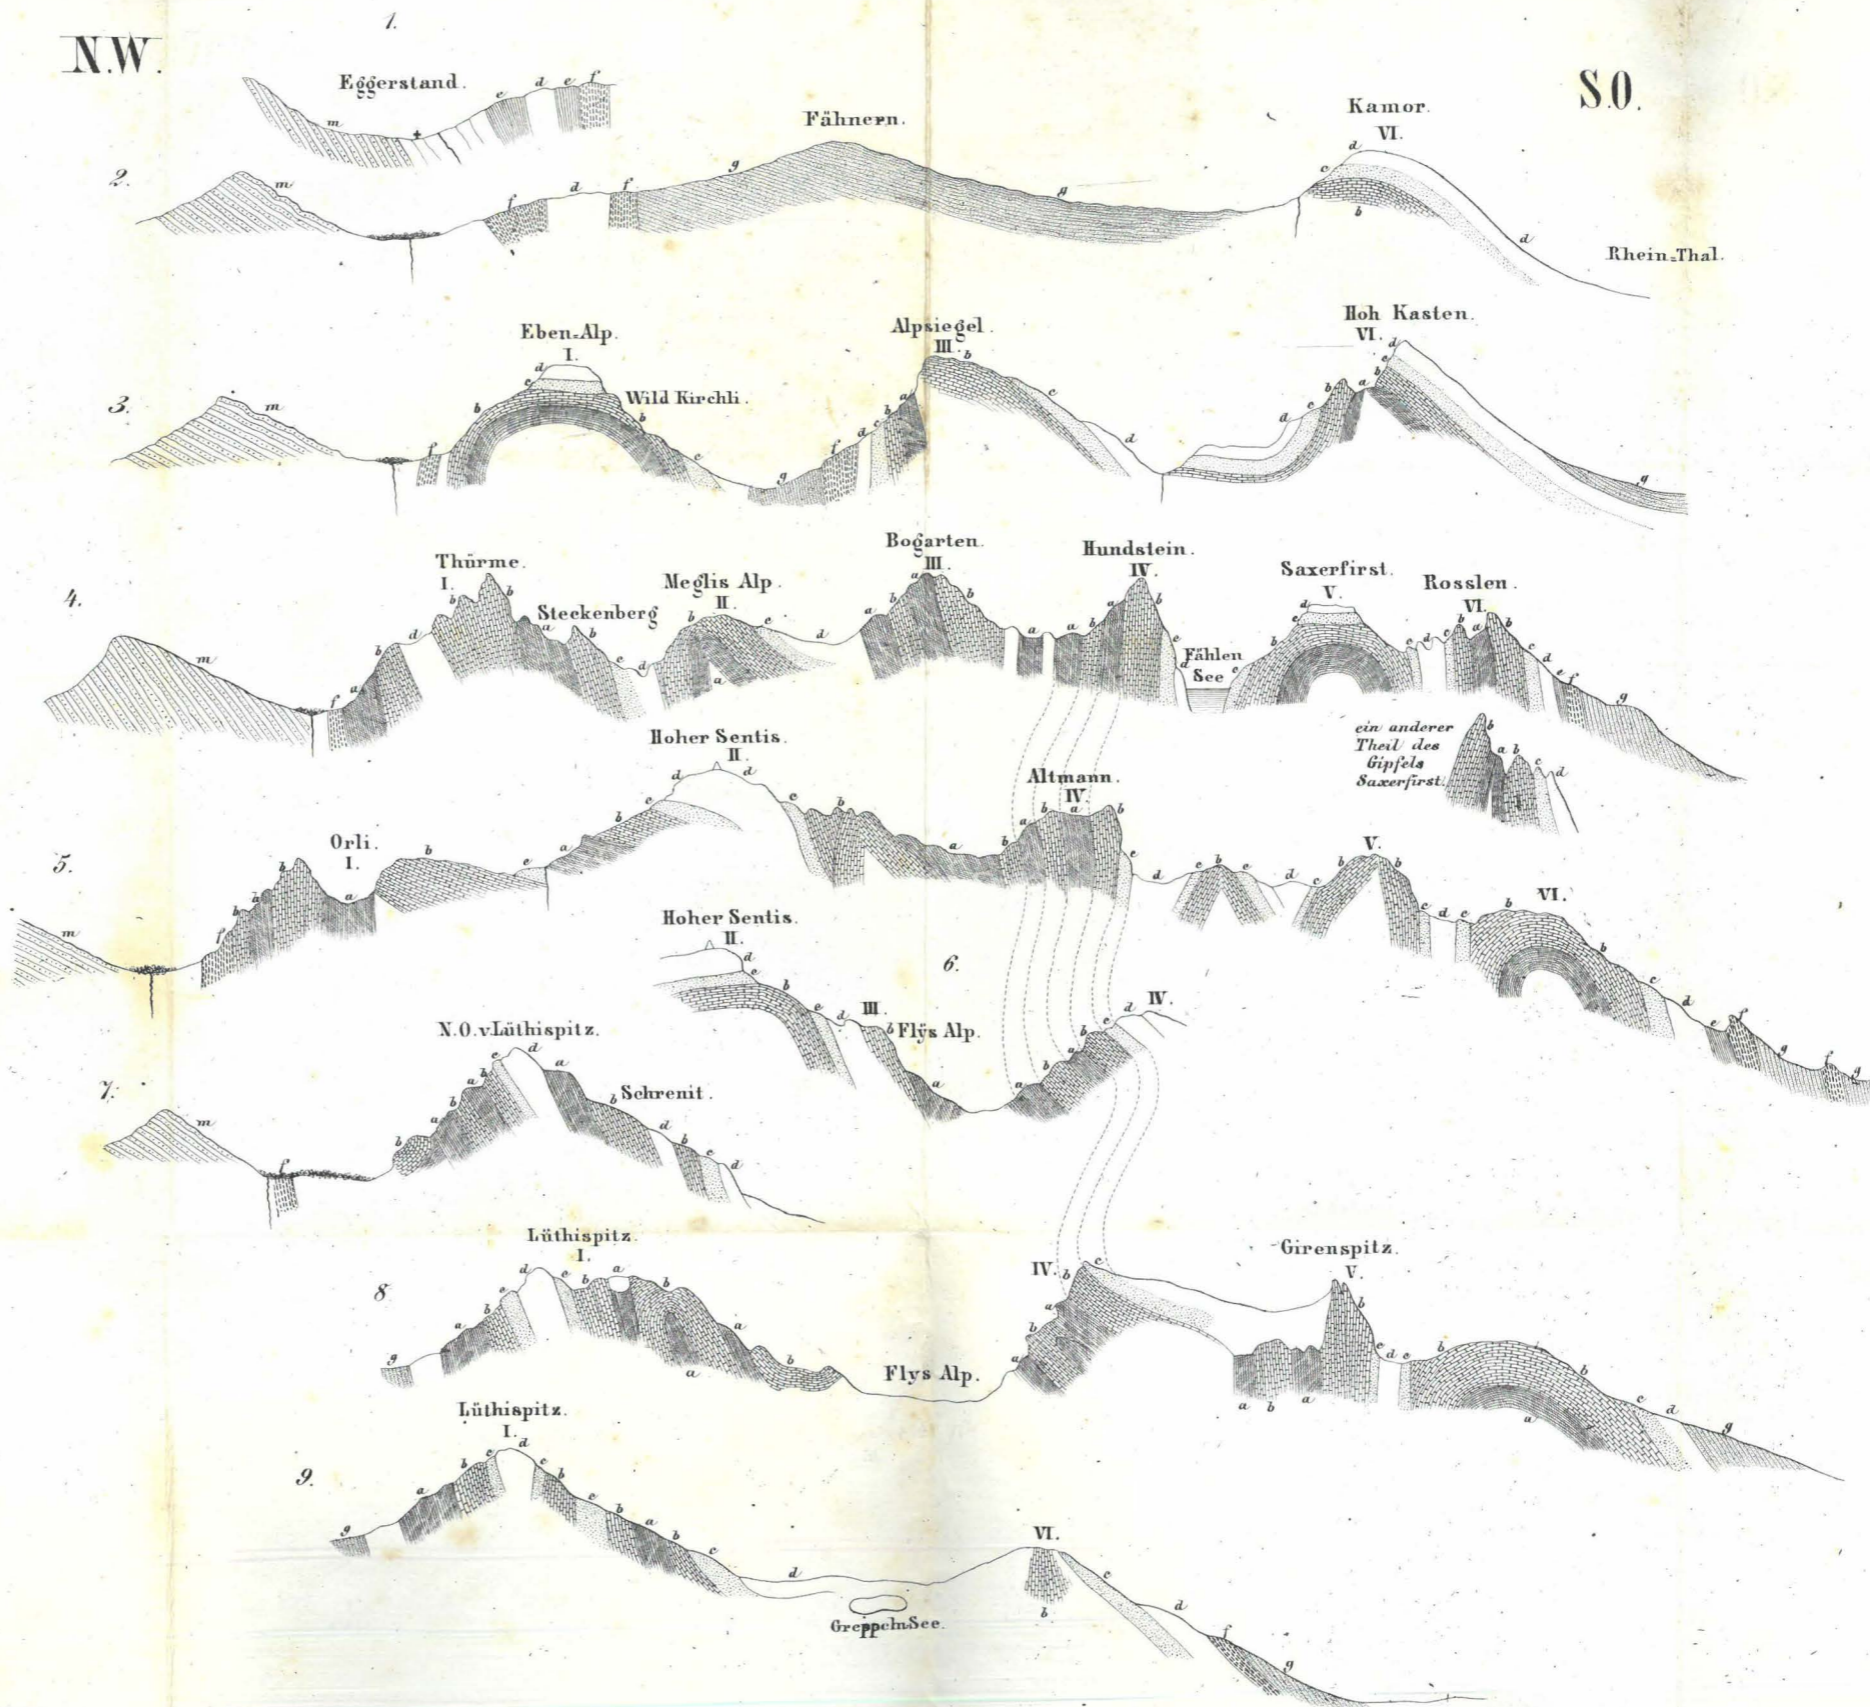 N.W.
S.O.
1.
Eggerstand.
m
c d e f
2.
Fähnern.
Kamor.
VI.
m
f d f
g
g
d
c
b
d
Rhein=Thal.
3.
Eben=Alp.
I.
Wild Kirchli.
Alpsiegel.
III.
Hoh Kasten.
VI.
m
f b c d
b c
g f d c b a
b c d
d c b a b c d
g
4.
Thürme.
I.
Steckenberg
Meglis Alp.
II.
Bogarten.
III.
Hundstein.
IV.
Fählen
See
Saxerfirst.
V.
Rosslen.
VI.
m
f a b d b b a b c d
b a c d
a b a b a a b a b c d
c b c d c d c b a b c d e f g
ein anderer
Theil des
Gipfels
Saxerfirst.
b a b c d
5.
Orli.
I.
Hoher Sentis.
II.
Altmann.
IV.
V.
VI.
m
f b a b a b c a b c d d c b a b a b a b c
d c b c d c b b c d c b b c d e f g f g
6.
Hoher Sentis.
II.
III.
Flÿs Alp.
IV.
d c b c d b a
a b a b c d
7.
N.O.v.Lüthispitz.
Schrenit.
m
f
b a b a b c d a b d b c d
8
Lüthispitz.
I.
Flys Alp.
IV.
Girenspitz.
V.
g a b c d c b a b a a b
a b a b c
a b a b c d c b a b c d g
9.
Lüthispitz.
I.
g a b c d c b c b a b c d
Greppeln See.
VI.
b
c d f g